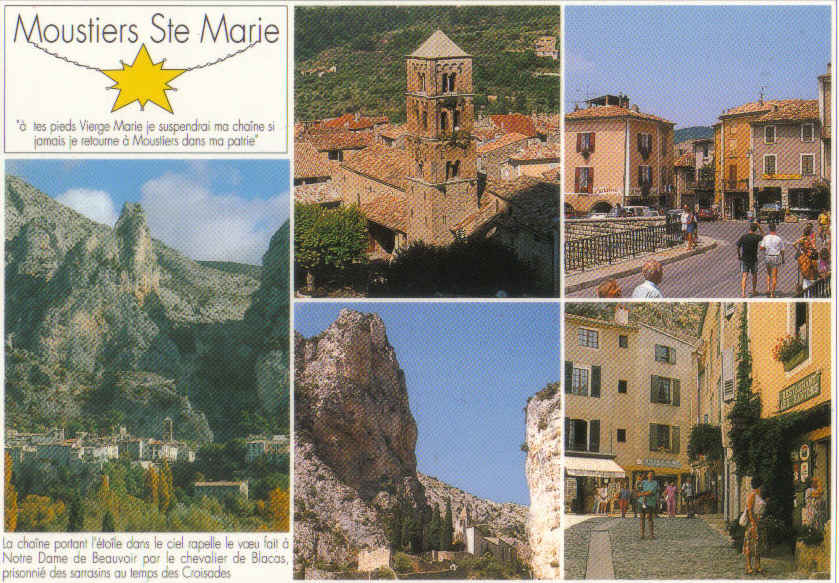 Moustiers Ste Marie
"à tes pieds Vierge Marie je suspendrai ma chaîne si
jamais je retourne à Moustiers dans ma patrie"
La chaîne portant l'étoile dans le ciel rapelle le vœu fait à
Notre Dame de Beauvoir par le chevalier de Blacas,
prisonnié des sarrasins au temps des Croisades